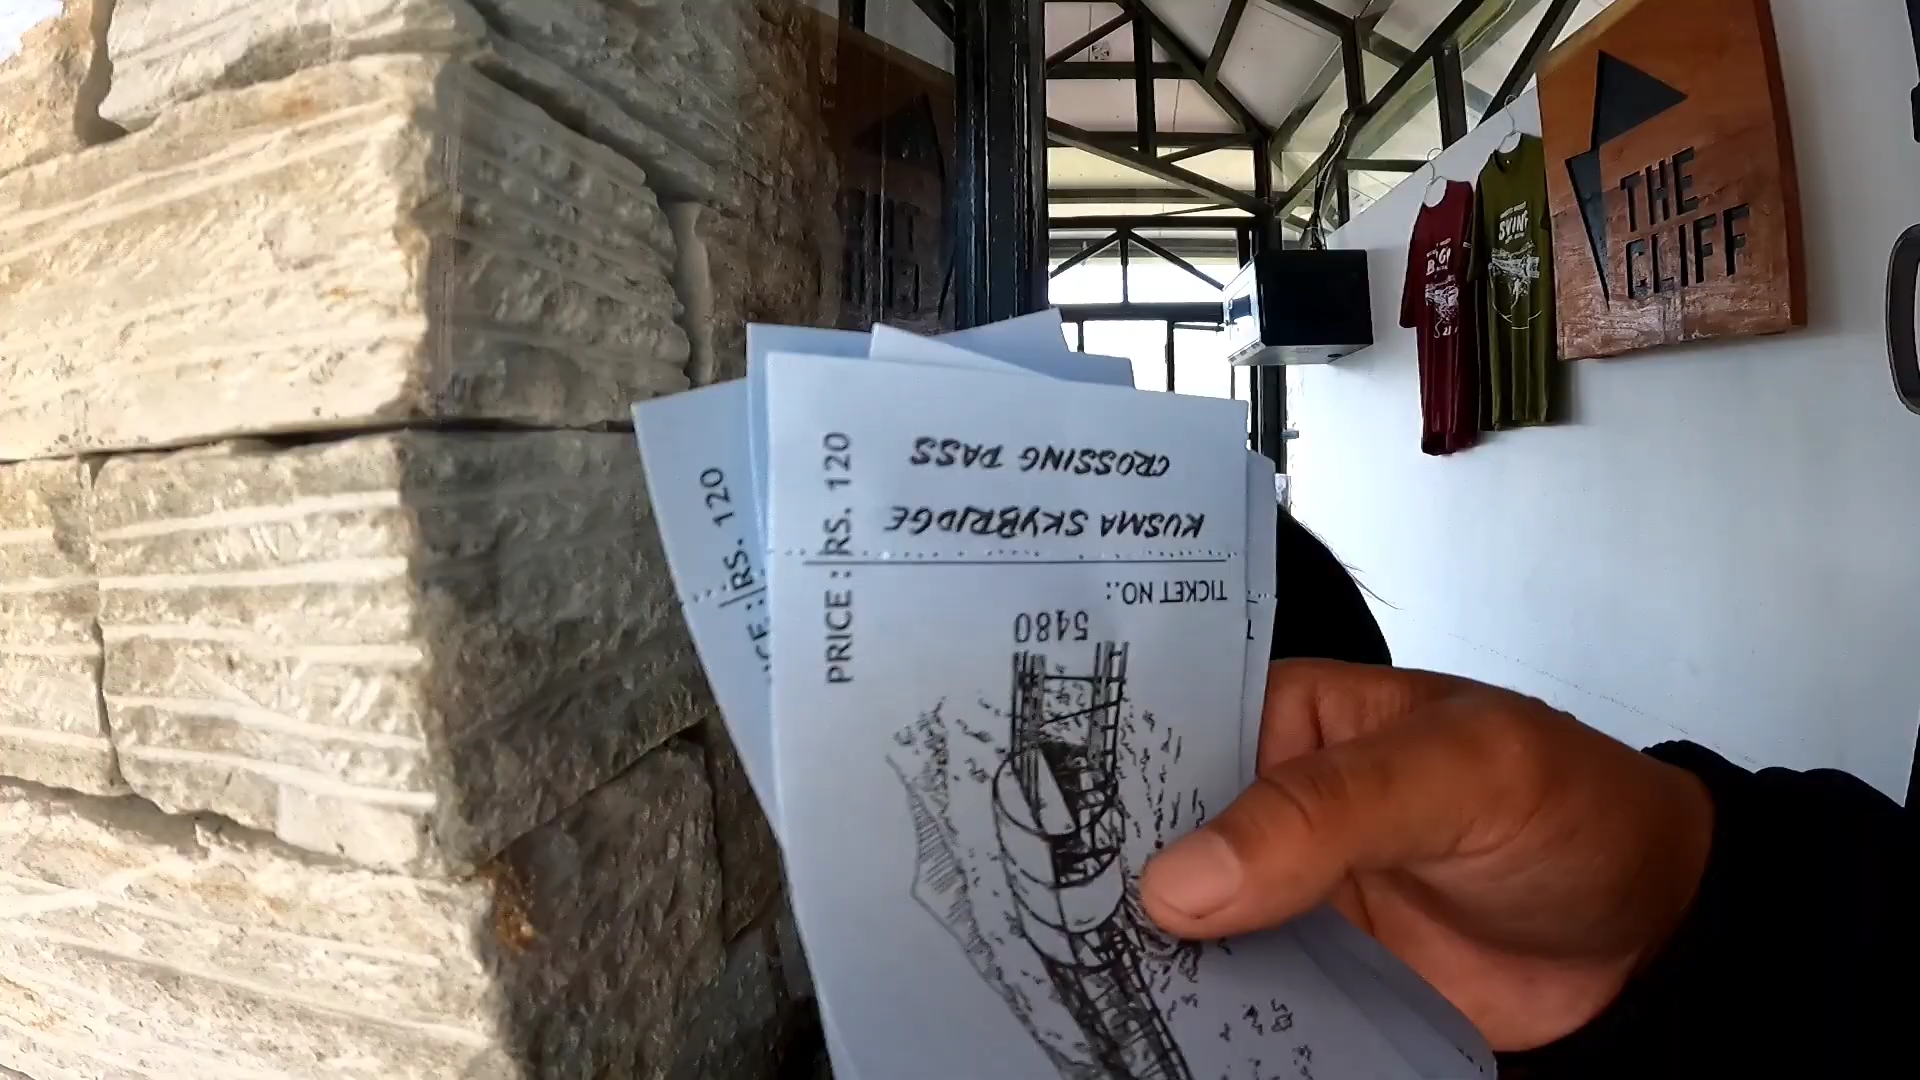 KUSMA SKYBRIDGE
CROSSING PASS
TICKET NO.:
5480
PRICE : RS. 120
RS. 120
THE
CLIFF